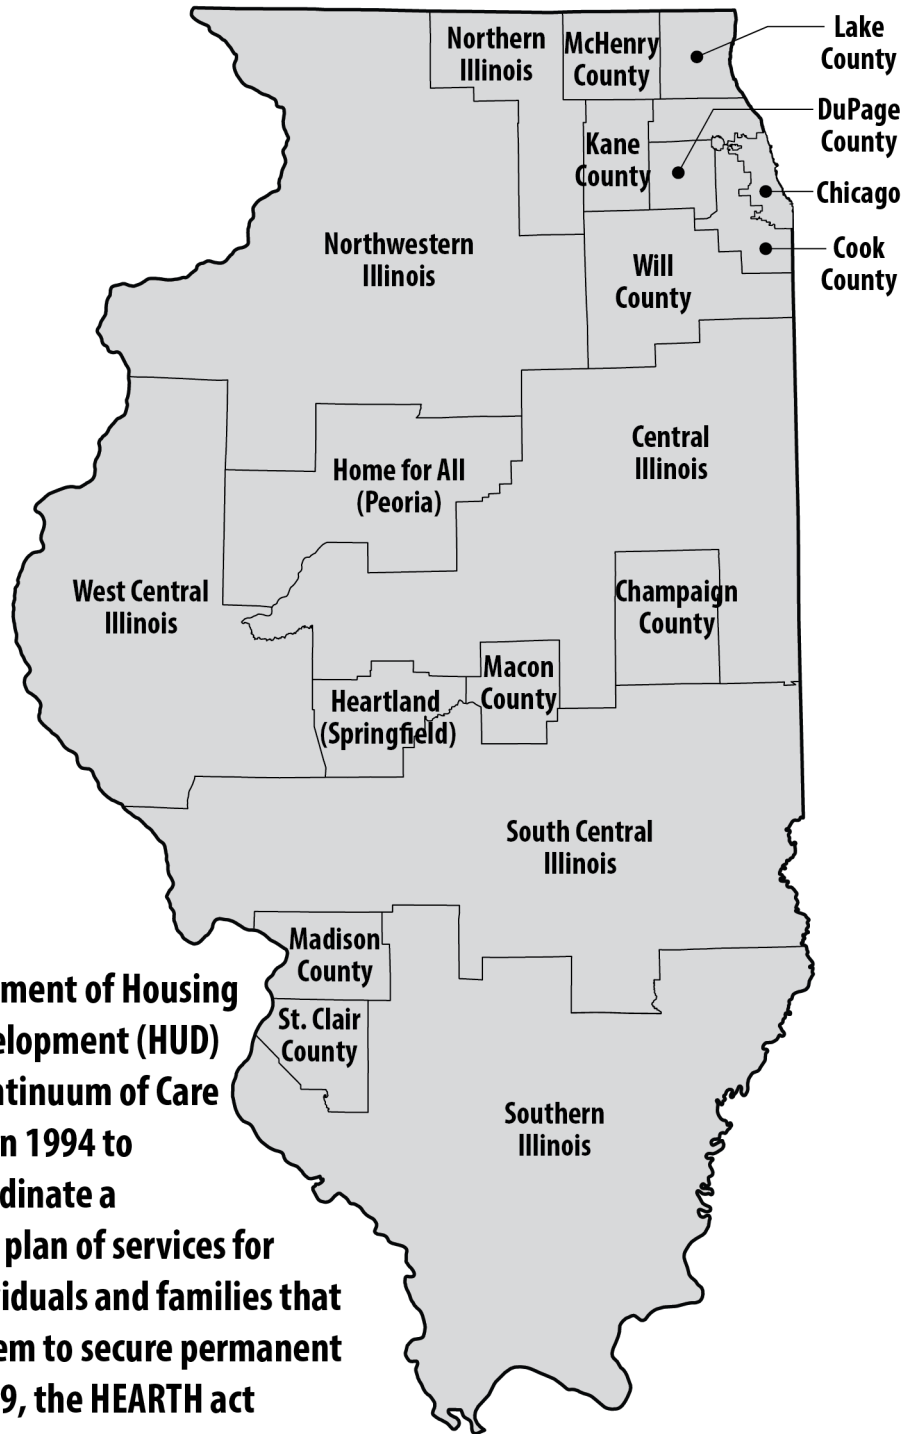 Northern
Illinois
McHenry
County
Lake
County
DuPage
County
Kane
County
Chicago
Northwestern
Illinois
Cook
County
Will
County
Central
Illinois
Home for All
(Peoria)
West Central
Illinois
Champaign
County
Macon
County
Heartland
(Springfield)
South Central
Illinois
Madison
County
St. Clair
County
Southern
Illinois
ment of Housing
elopment (HUD)
ntinuum of Care
n 1994 to
dinate a
plan of services for
iduals and families that
em to secure permanent
9, the HEARTH act